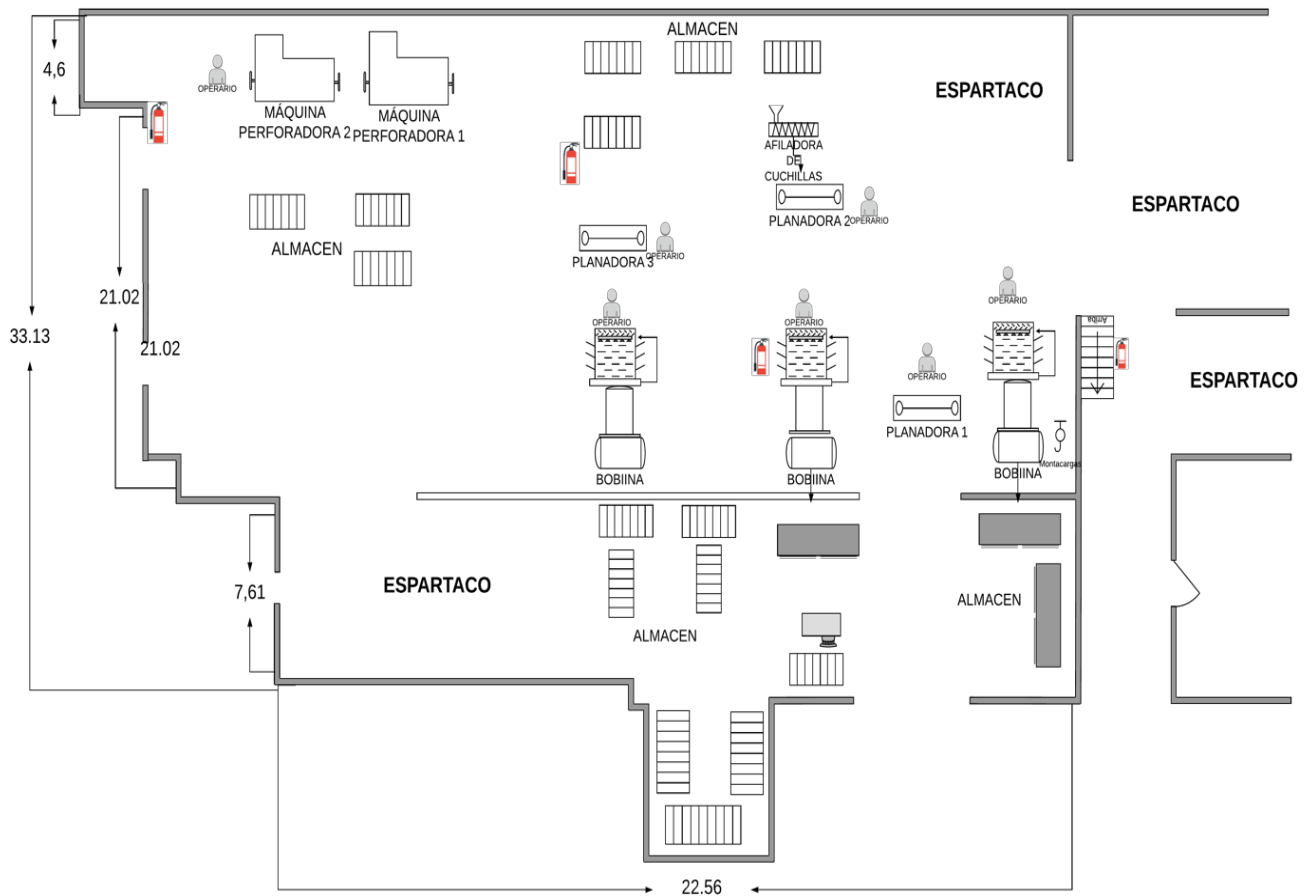 ALMACEN
4,6
OPERARIO
MÁQUINA
PERFORADORA 2
MÁQUINA
PERFORADORA 1
ESPARTACO
AFILADORA
DE
CUCHILLAS
PLANADORA 2
OPERARIO
ESPARTACO
ALMACEN
PLANADORA 3
OPERARIO
21.02
33.13
21.02
OPERARIO
OPERARIO
OPERARIO
Arriba
OPERARIO
ESPARTACO
PLANADORA 1
Montacargas
BOBIINA
BOBIINA
BOBIINA
7,61
ESPARTACO
ALMACEN
ALMACEN
22.56